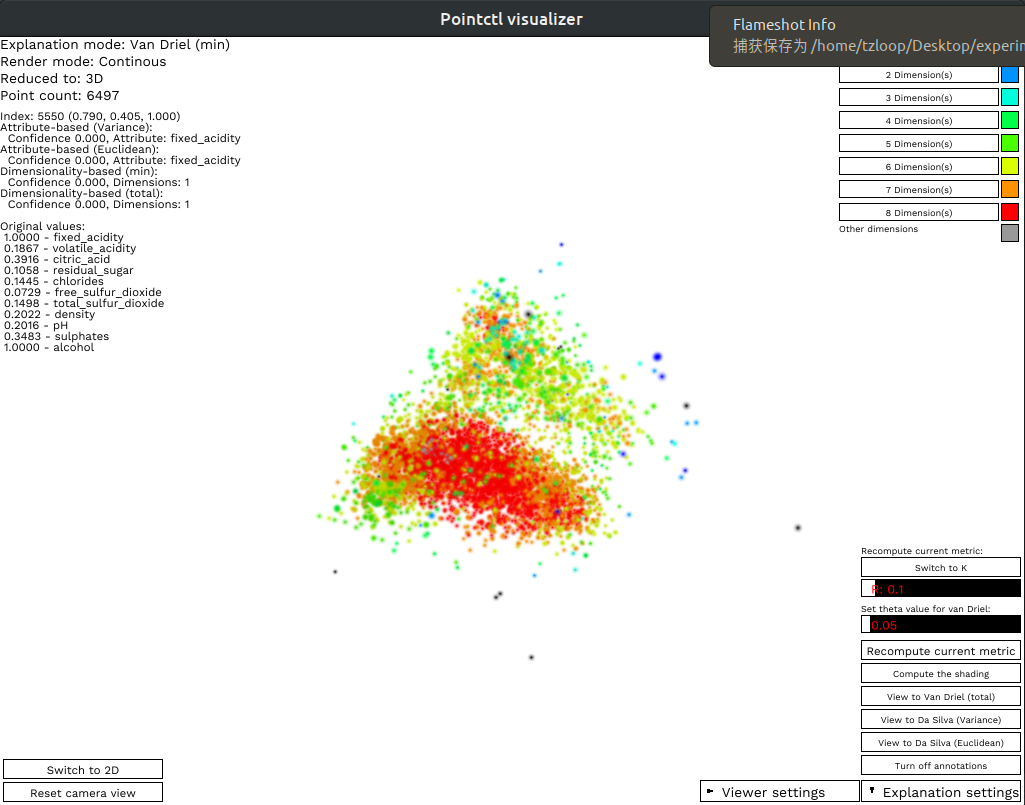 Pointctl visualizer
Flameshot Info
捕获保存为 /home/tzloop/Desktop/experim
Explanation mode: Van Driel (min)
Render mode: Continous
Reduced to: 3D
Point count: 6497
Index: 5550 (0.790, 0.405, 1.000)
Attribute-based (Variance):
Confidence 0.000, Attribute: fixed_acidity
Attribute-based (Euclidean):
Confidence 0.000, Attribute: fixed_acidity
Dimensionality-based (min):
Confidence 0.000, Dimensions: 1
Dimensionality-based (total):
Confidence 0.000, Dimensions: 1
Original values:
1.0000 - fixed_acidity
0.1867 - volatile_acidity
0.3916 - citric_acid
0.1058 - residual_sugar
0.1445 - chlorides
0.0729 - free_sulfur_dioxide
0.1498 - total_sulfur_dioxide
0.2022 - density
0.2016 - pH
0.3483 - sulphates
1.0000 - alcohol
2 Dimension(s)
3 Dimension(s)
4 Dimension(s)
5 Dimension(s)
6 Dimension(s)
7 Dimension(s)
8 Dimension(s)
Other dimensions
Recompute current metric:
Switch to K
R: 0.1
Set theta value for van Driel:
0.05
Recompute current metric
Compute the shading
View to Van Driel (total)
View to Da Silva (Variance)
View to Da Silva (Euclidean)
Turn off annotations
Switch to 2D
Reset camera view
Viewer settings
Explanation settings